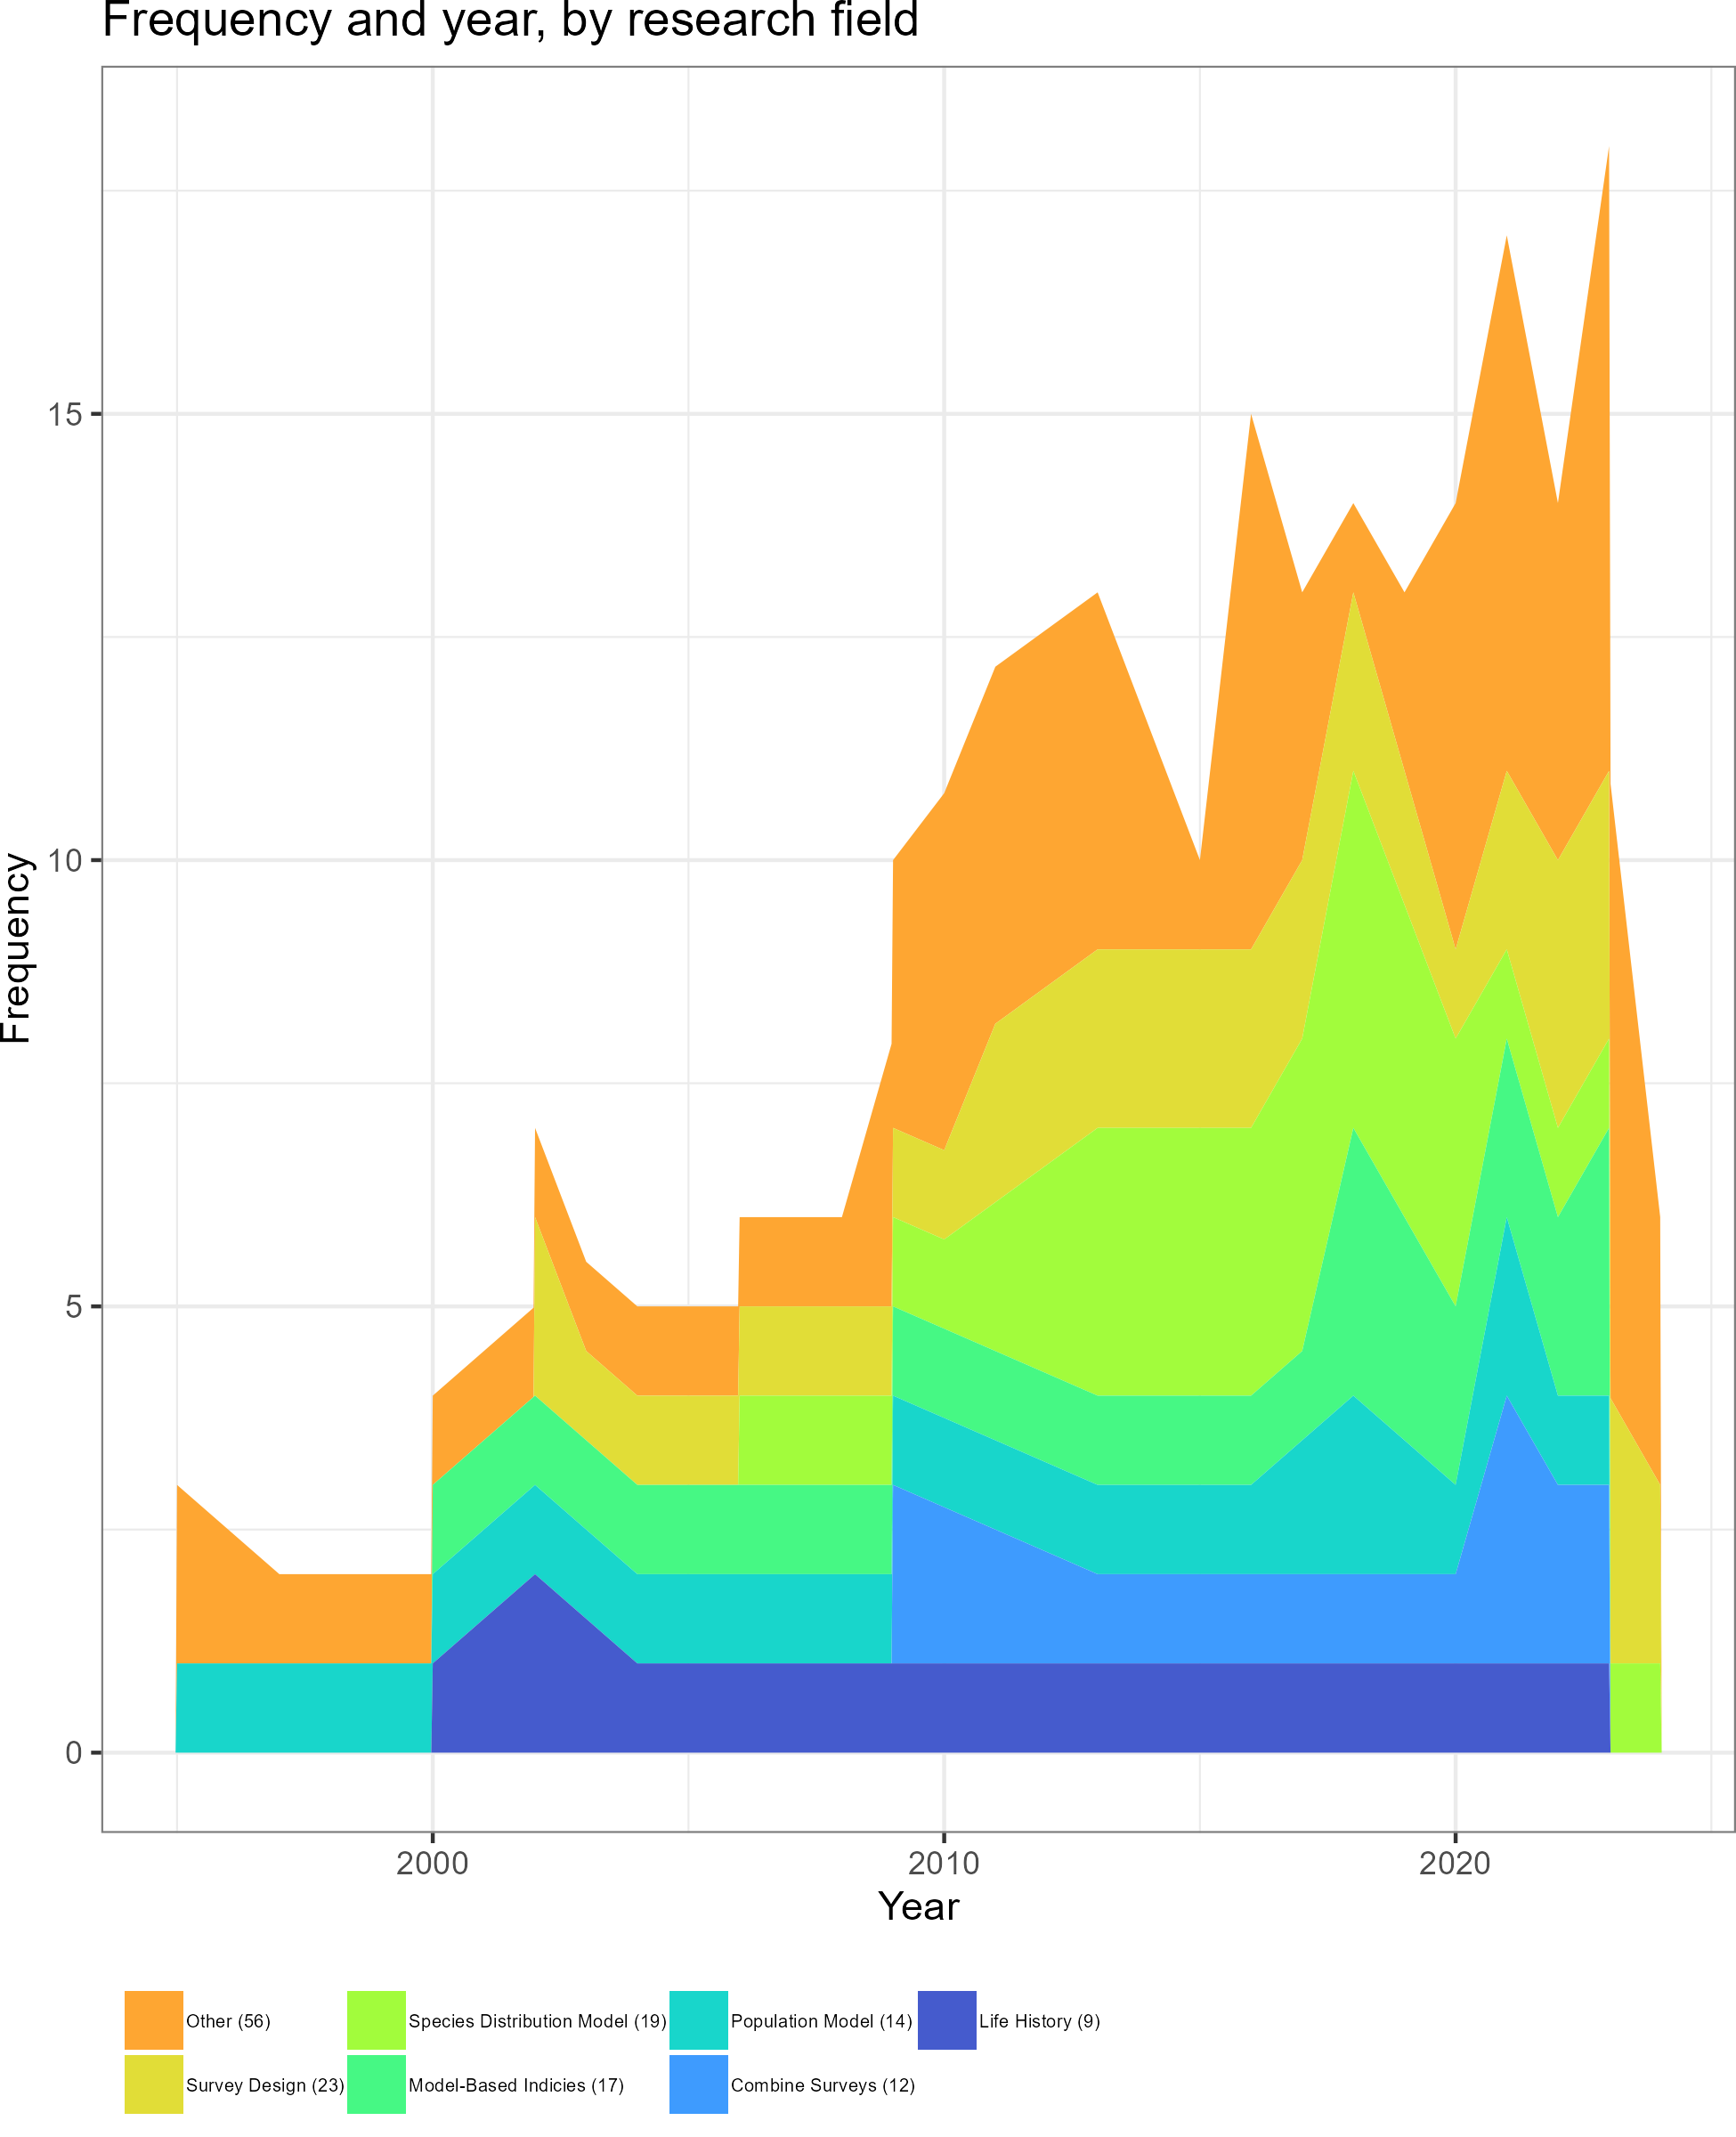 Frequency and year, by research field
Frequency
15
10
5
0
2000 2010 2020
Year
Other (56) Species Distribution Model (19) Population Model (14) Life History (9)
Survey Design (23) Model-Based Indicies (17) Combine Surveys (12)